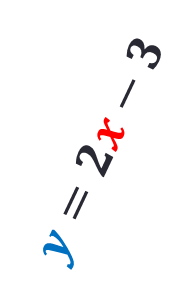 y = 2x − 3